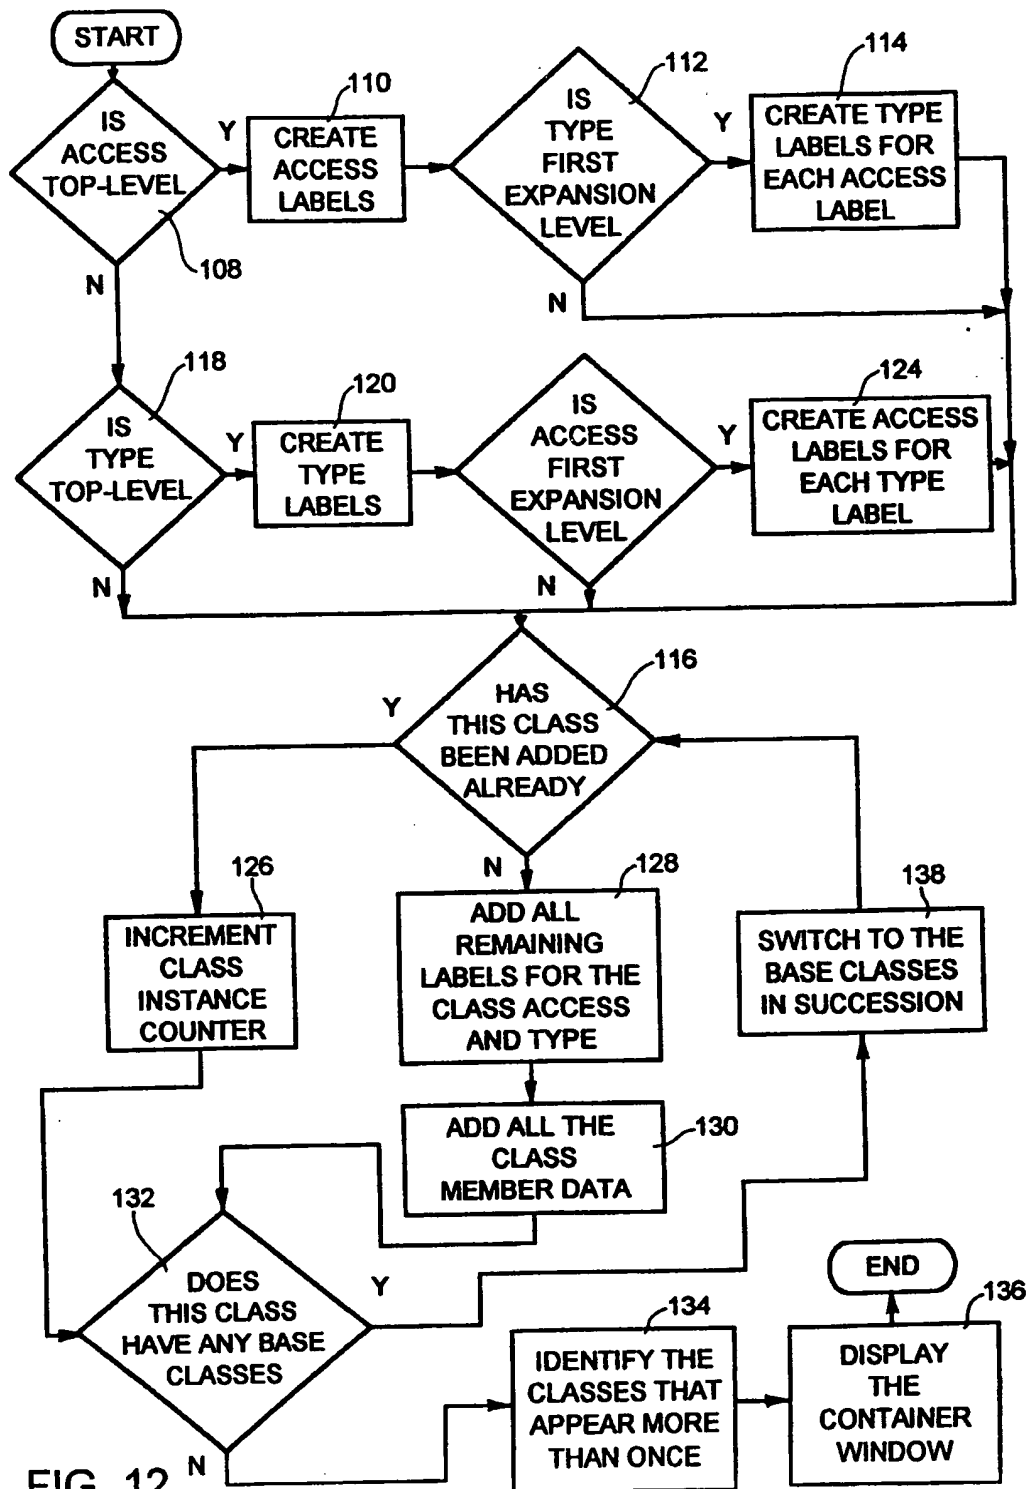 START
IS
ACCESS
TOP-LEVEL
108
Y
N
110
CREATE
ACCESS
LABELS
112
IS
TYPE
FIRST
EXPANSION
LEVEL
Y
N
114
CREATE TYPE
LABELS FOR
EACH ACCESS
LABEL
118
IS
TYPE
TOP-LEVEL
Y
N
120
CREATE
TYPE
LABELS
IS
ACCESS
FIRST
EXPANSION
LEVEL
Y
N
124
CREATE ACCESS
LABELS FOR
EACH TYPE
LABEL
116
HAS
THIS CLASS
BEEN ADDED
ALREADY
Y
N
126
INCREMENT
CLASS
INSTANCE
COUNTER
128
ADD ALL
REMAINING
LABELS FOR THE
CLASS ACCESS
AND TYPE
138
SWITCH TO THE
BASE CLASSES
IN SUCCESSION
130
ADD ALL THE
CLASS
MEMBER DATA
132
DOES
THIS CLASS
HAVE ANY BASE
CLASSES
Y
N
134
IDENTIFY THE
CLASSES THAT
APPEAR MORE
THAN ONCE
136
DISPLAY
THE
CONTAINER
WINDOW
END
FIG. 12